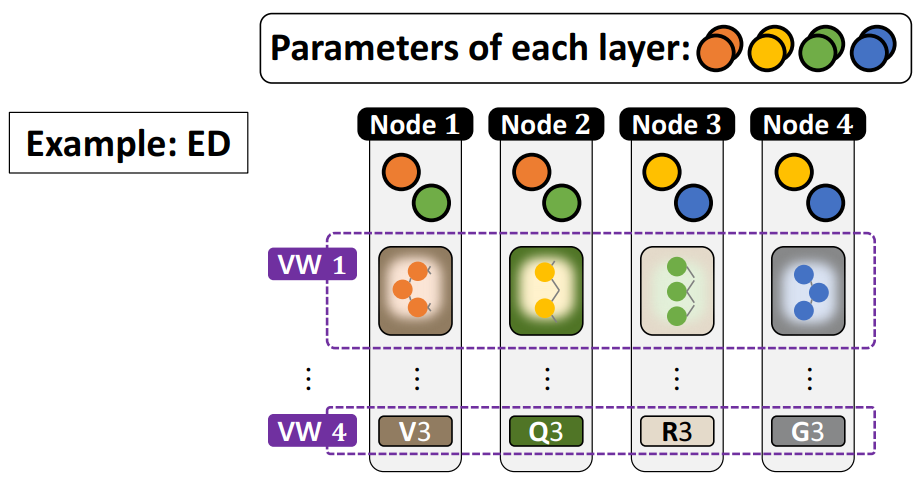 Parameters of each layer:
Example: ED
Node 1 Node 2 Node 3 Node 4
VW 1
⋮ ⋮ ⋮ ⋮ ⋮
VW 4 V3 Q3 R3 G3